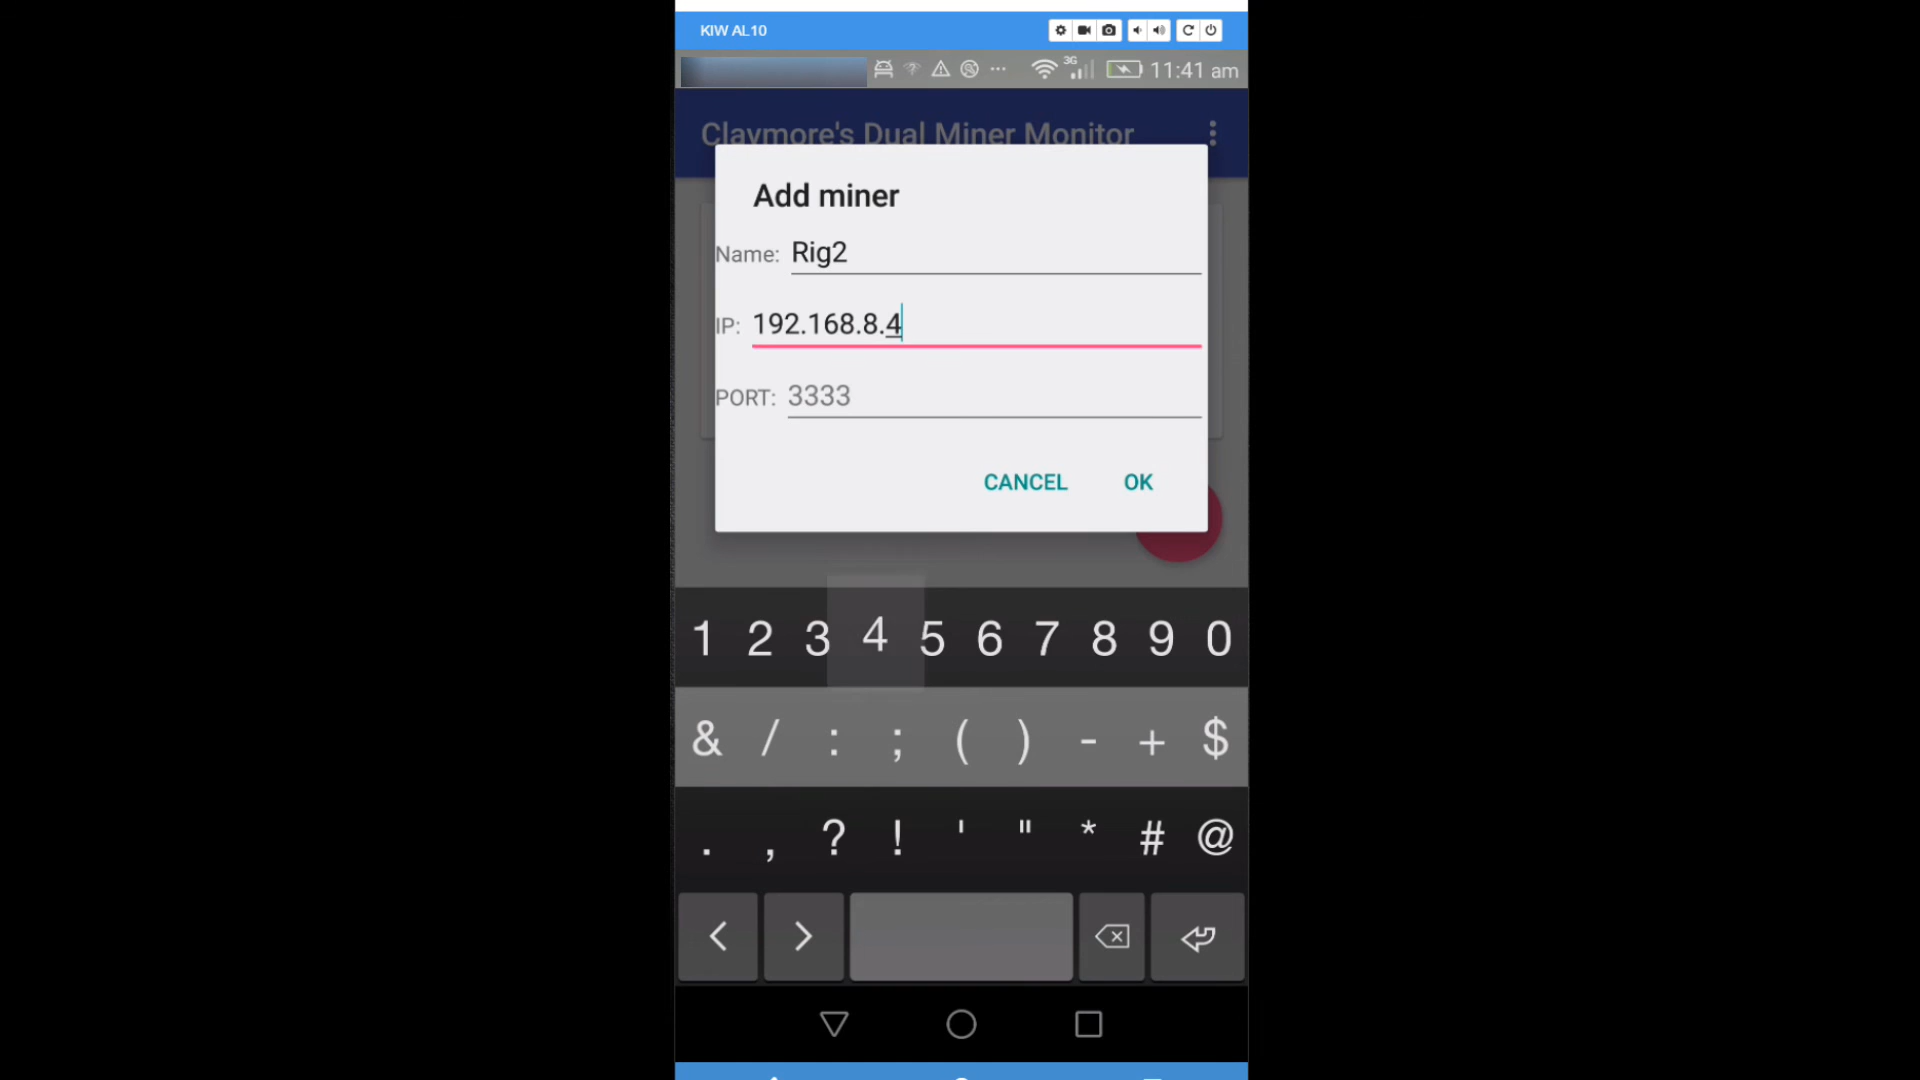 KIW AL10
3G 11:41 am
Claymore's Dual Miner Monitor
Add miner
Name: Rig2
IP: 192.168.8.4
PORT: 3333
CANCEL OK
1 2 3 4 5 6 7 8 9 0
& / : ; ( ) - + $
. , ? ! ' " * # @